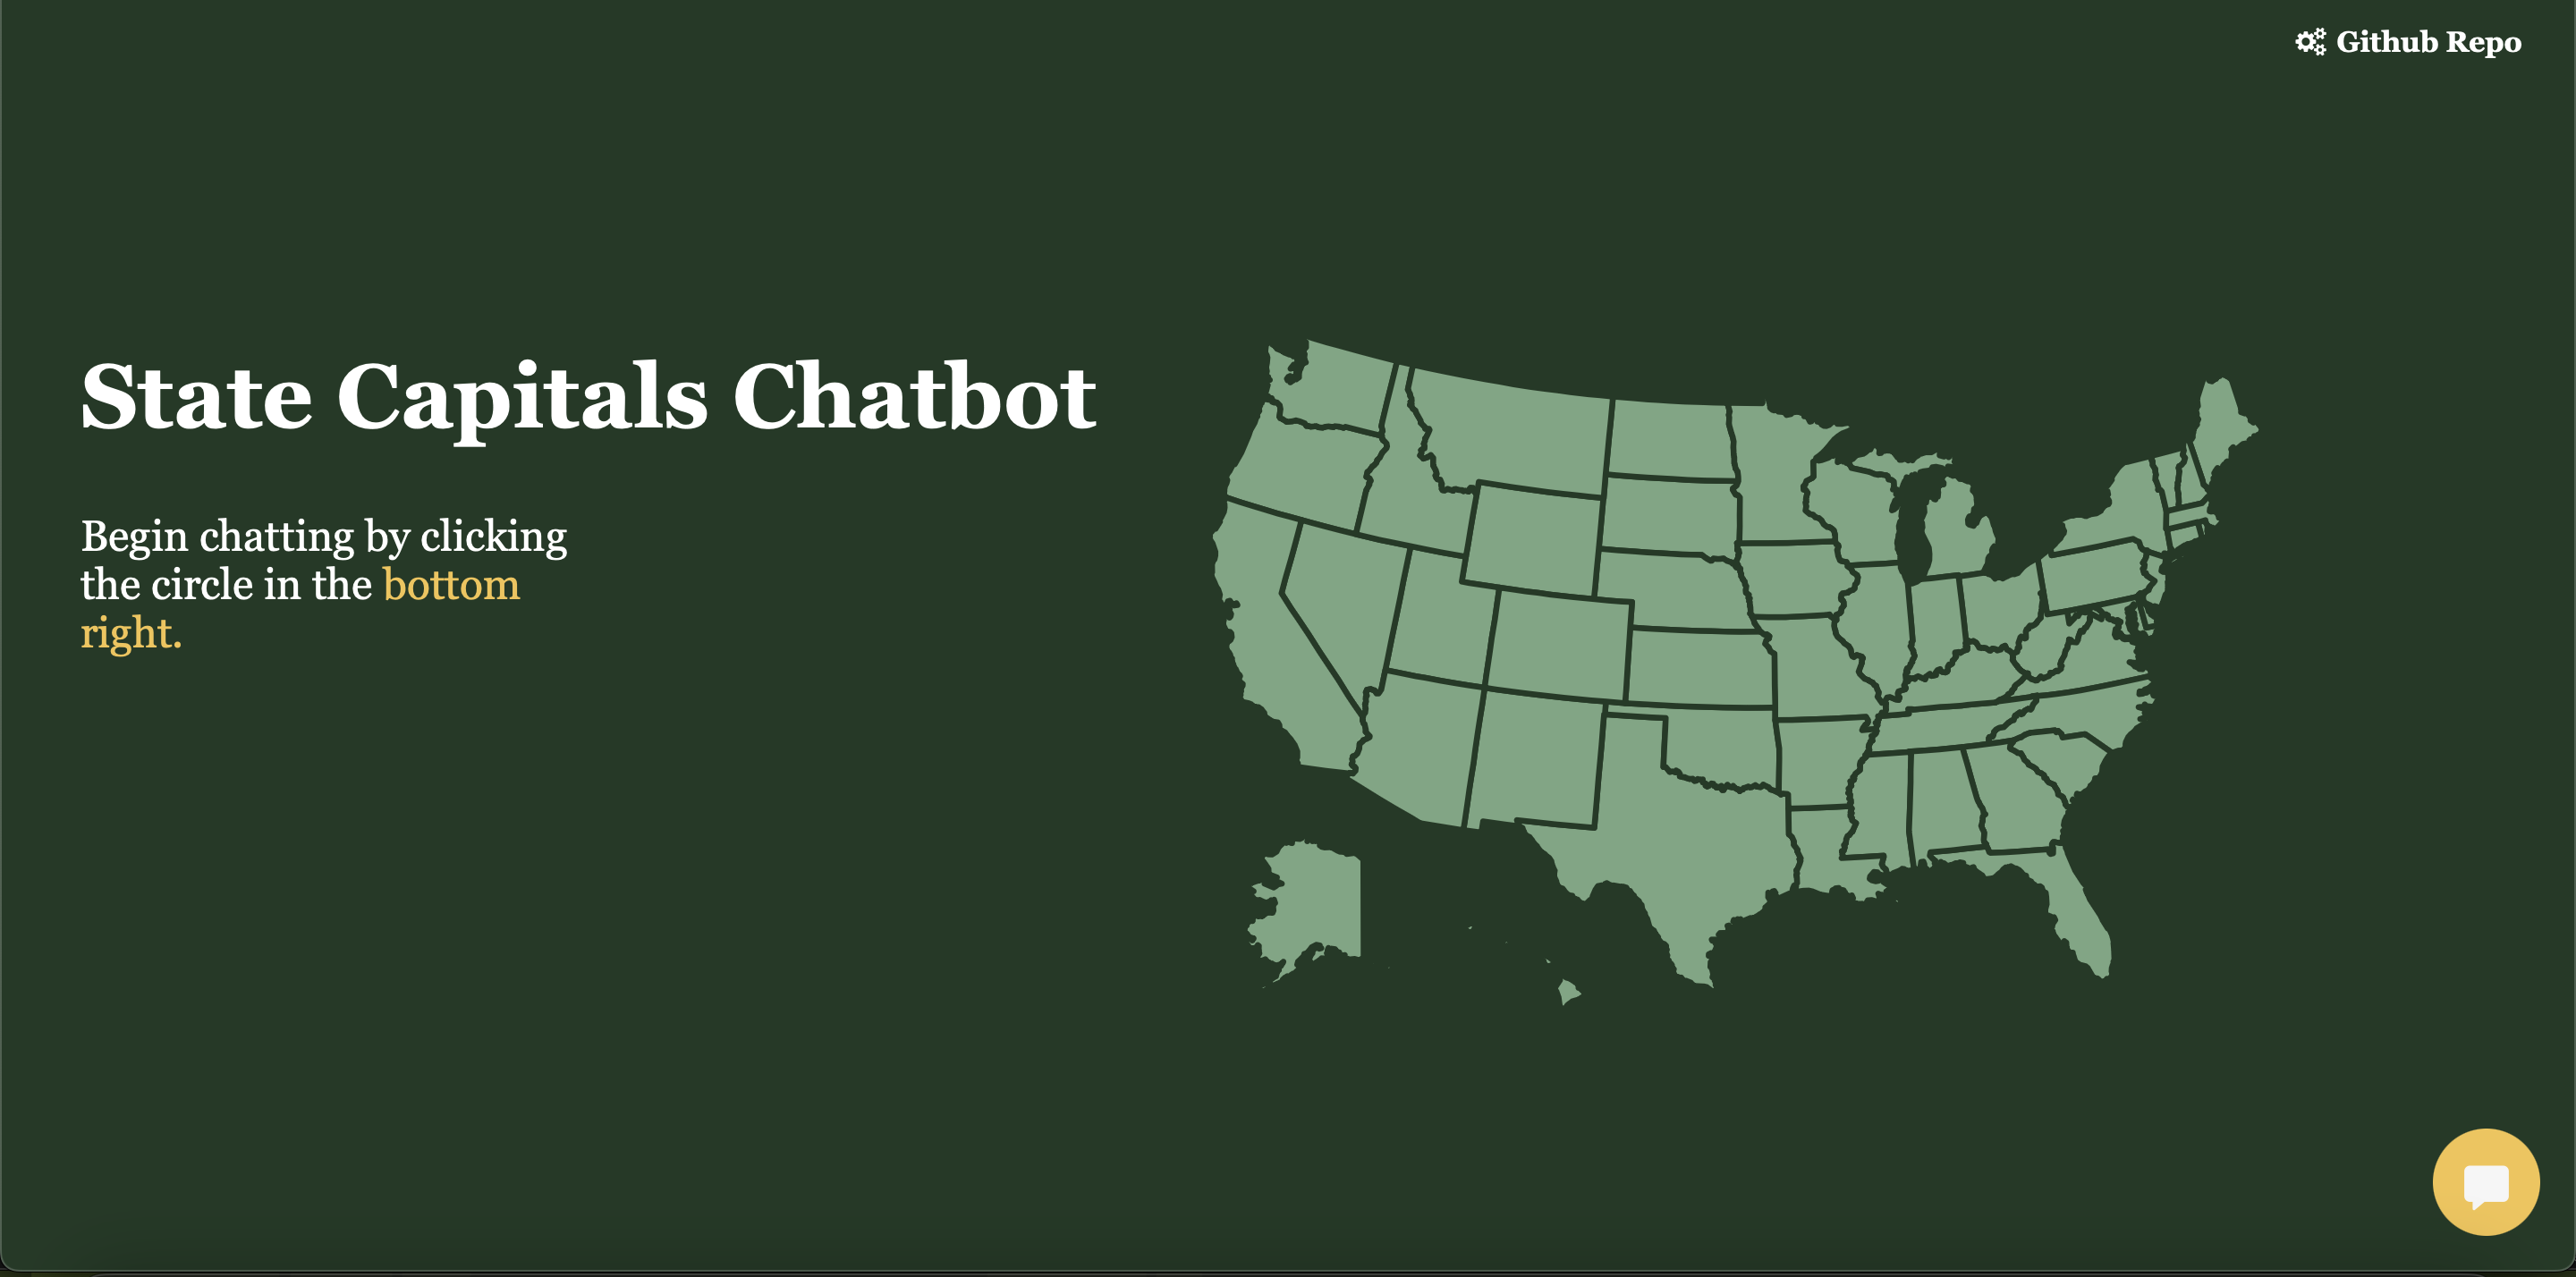 Github Repo
State Capitals Chatbot
Begin chatting by clicking
the circle in the bottom
right.